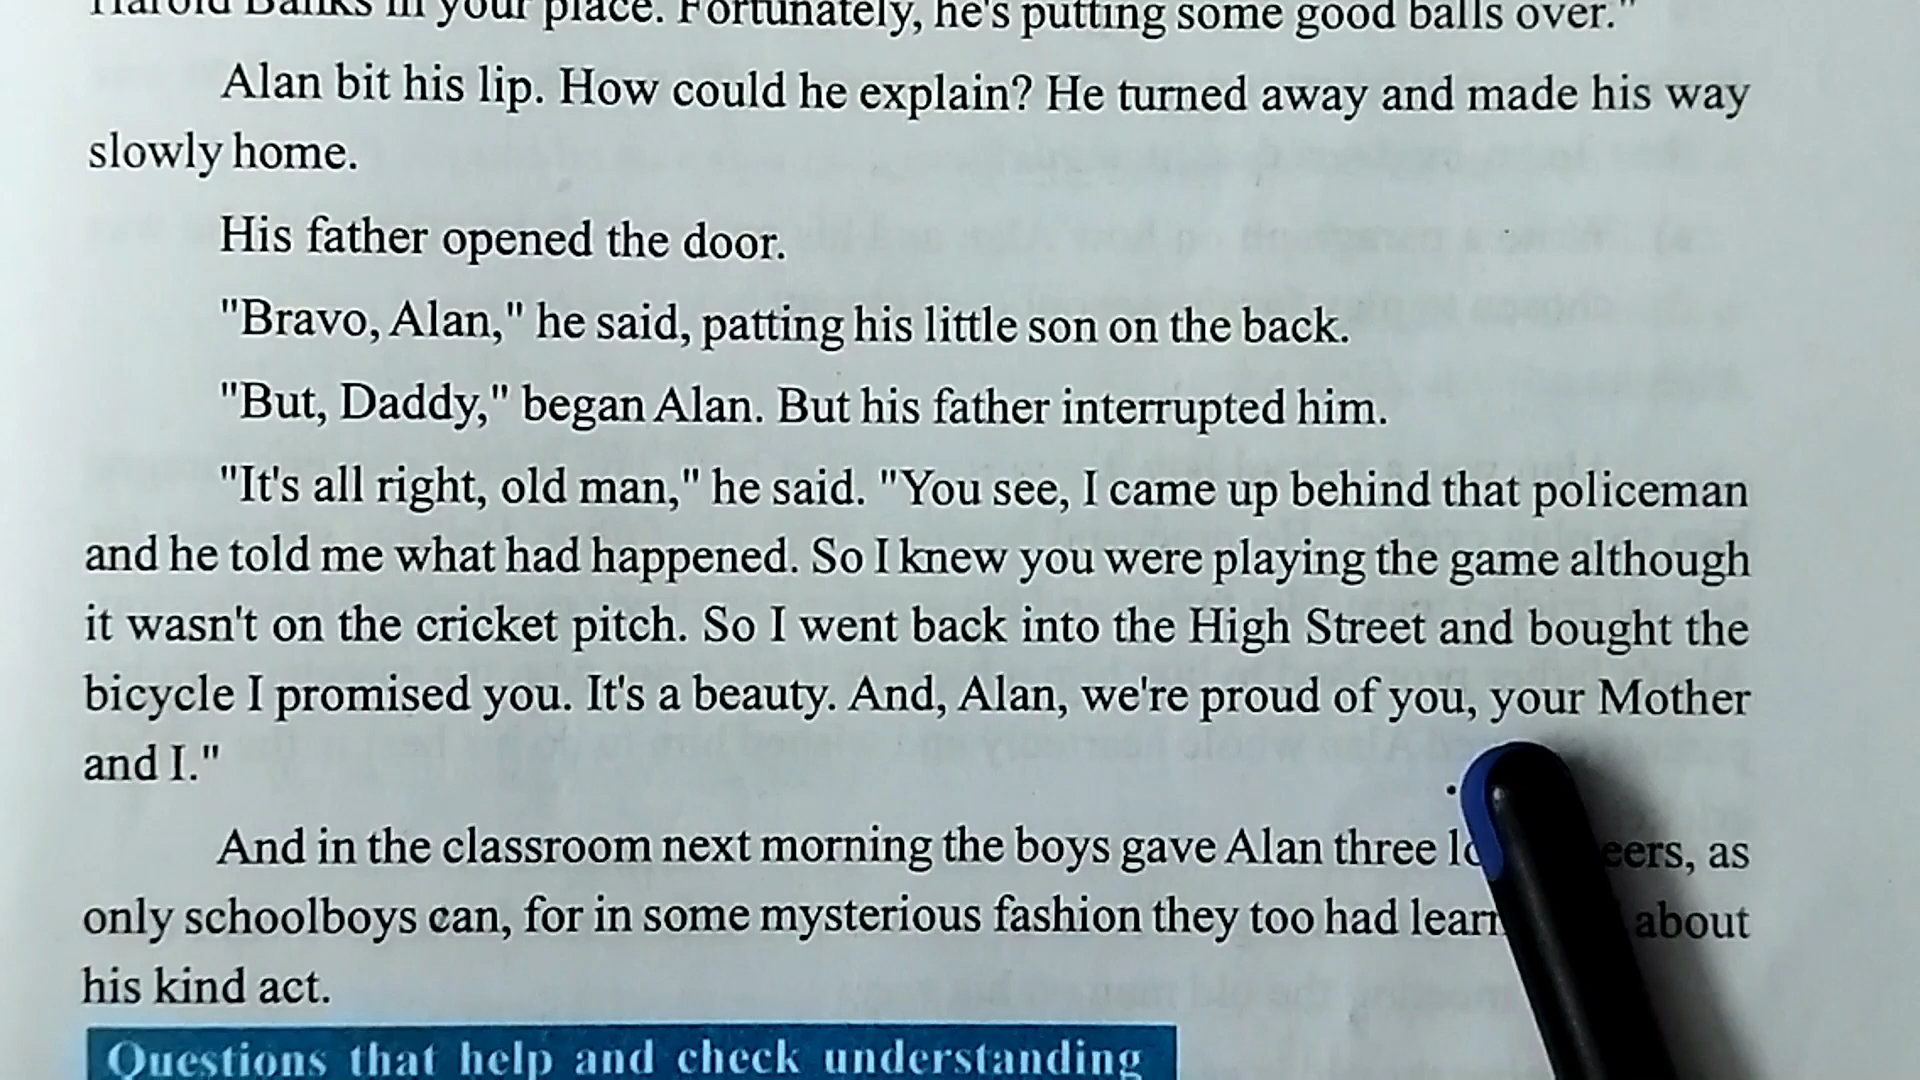 Harold Banks in your place. Fortunately, he's putting some good balls over."
Alan bit his lip. How could he explain? He turned away and made his way
slowly home.
His father opened the door.
"Bravo, Alan," he said, patting his little son on the back.
"But, Daddy," began Alan. But his father interrupted him.
"It's all right, old man," he said. "You see, I came up behind that policeman
and he told me what had happened. So I knew you were playing the game although
it wasn't on the cricket pitch. So I went back into the High Street and bought the
bicycle I promised you. It's a beauty. And, Alan, we're proud of you, your Mother
and I."
And in the classroom next morning the boys gave Alan three as
only schoolboys can, for in some mysterious fashion they too had about
his kind act.
Questions that help and check understanding